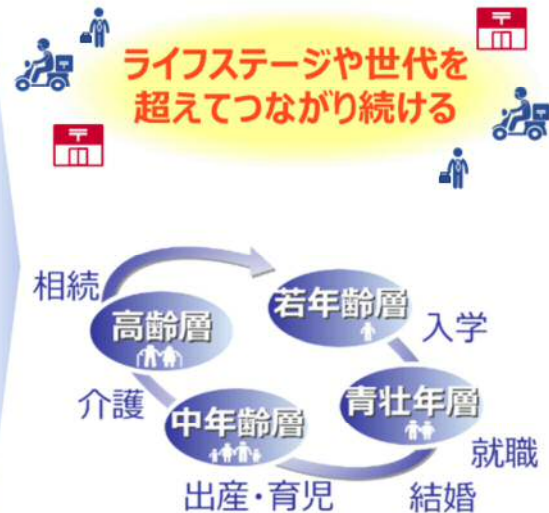 ライフステージや世代を
超えてつながり続ける
相続
高齢層
若年齢層
入学
介護
中年齢層
青壮年層
就職
出産・育児
結婚